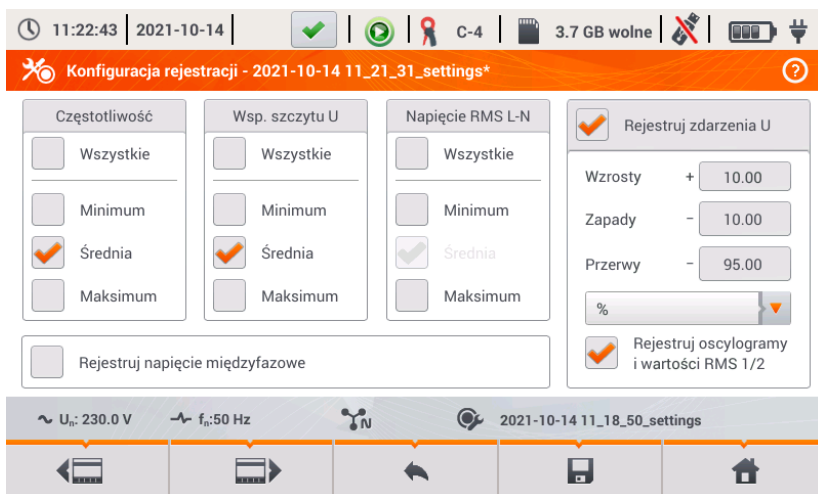 11:22:43 2021-10-14 C-4 3.7 GB wolne
Konfiguracja rejestracji - 2021-10-14 11_21_31_settings* ?
Częstotliwość
Wszystkie
Minimum
Średnia
Maksimum
Wsp. szczytu U
Wszystkie
Minimum
Średnia
Maksimum
Napięcie RMS L-N
Wszystkie
Minimum
Średnia
Maksimum
Rejestruj napięcie międzyfazowe
Rejestruj zdarzenia U
Wzrosty + 10.00
Zapady - 10.00
Przerwy - 95.00
%
Rejestruj oscylogramy
i wartości RMS 1/2
Un: 230.0 V fn:50 Hz N 2021-10-14 11_18_50_settings